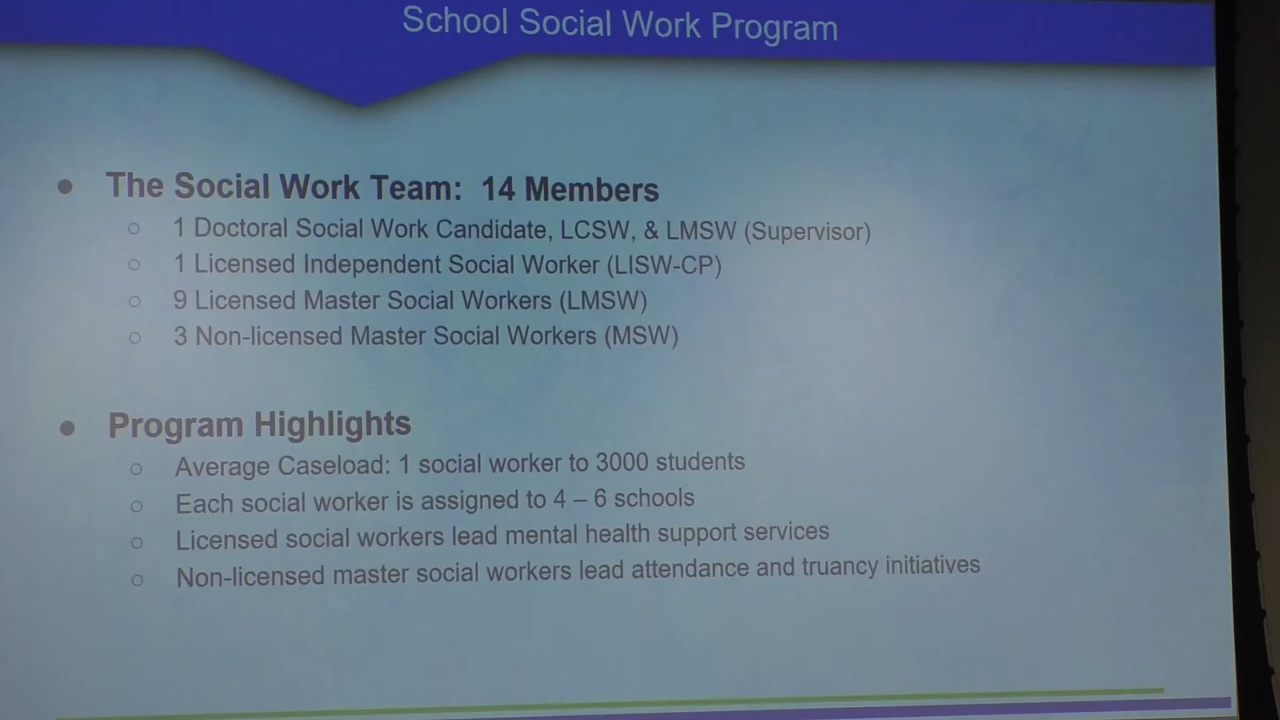 School Social Work Program
● The Social Work Team: 14 Members
○ 1 Doctoral Social Work Candidate, LCSW, & LMSW (Supervisor)
○ 1 Licensed Independent Social Worker (LISW-CP)
○ 9 Licensed Master Social Workers (LMSW)
○ 3 Non-licensed Master Social Workers (MSW)
● Program Highlights
○ Average Caseload: 1 social worker to 3000 students
○ Each social worker is assigned to 4 – 6 schools
○ Licensed social workers lead mental health support services
○ Non-licensed master social workers lead attendance and truancy initiatives